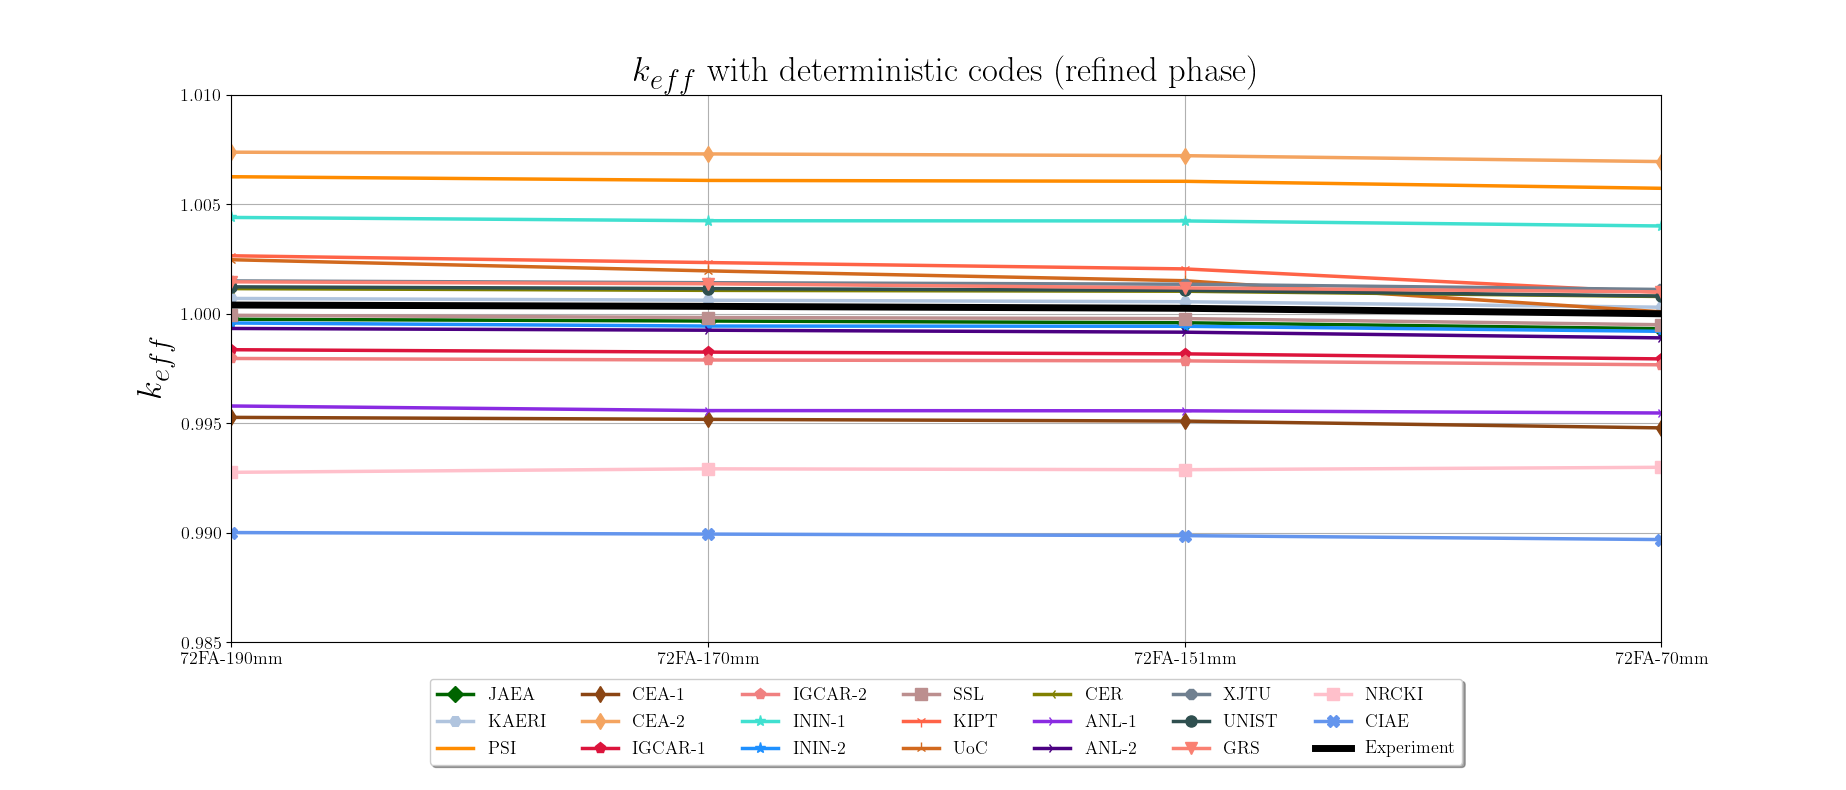 k_eff with deterministic codes (refined phase)
k_eff
1.010
1.005
1.000
0.995
0.990
0.985
72FA-190mm 72FA-170mm 72FA-151mm 72FA-70mm
JAEA CEA-1 IGCAR-2 SSL CER XJTU NRCKI
KAERI CEA-2 ININ-1 KIPT ANL-1 UNIST CIAE
PSI IGCAR-1 ININ-2 UoC ANL-2 GRS Experiment